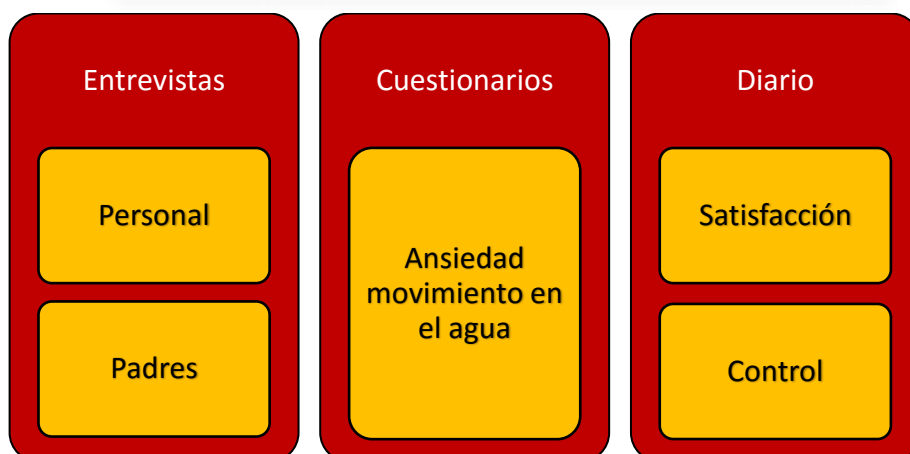 Entrevistas
Personal
Padres
Cuestionarios
Ansiedad
movimiento en
el agua
Diario
Satisfacción
Control